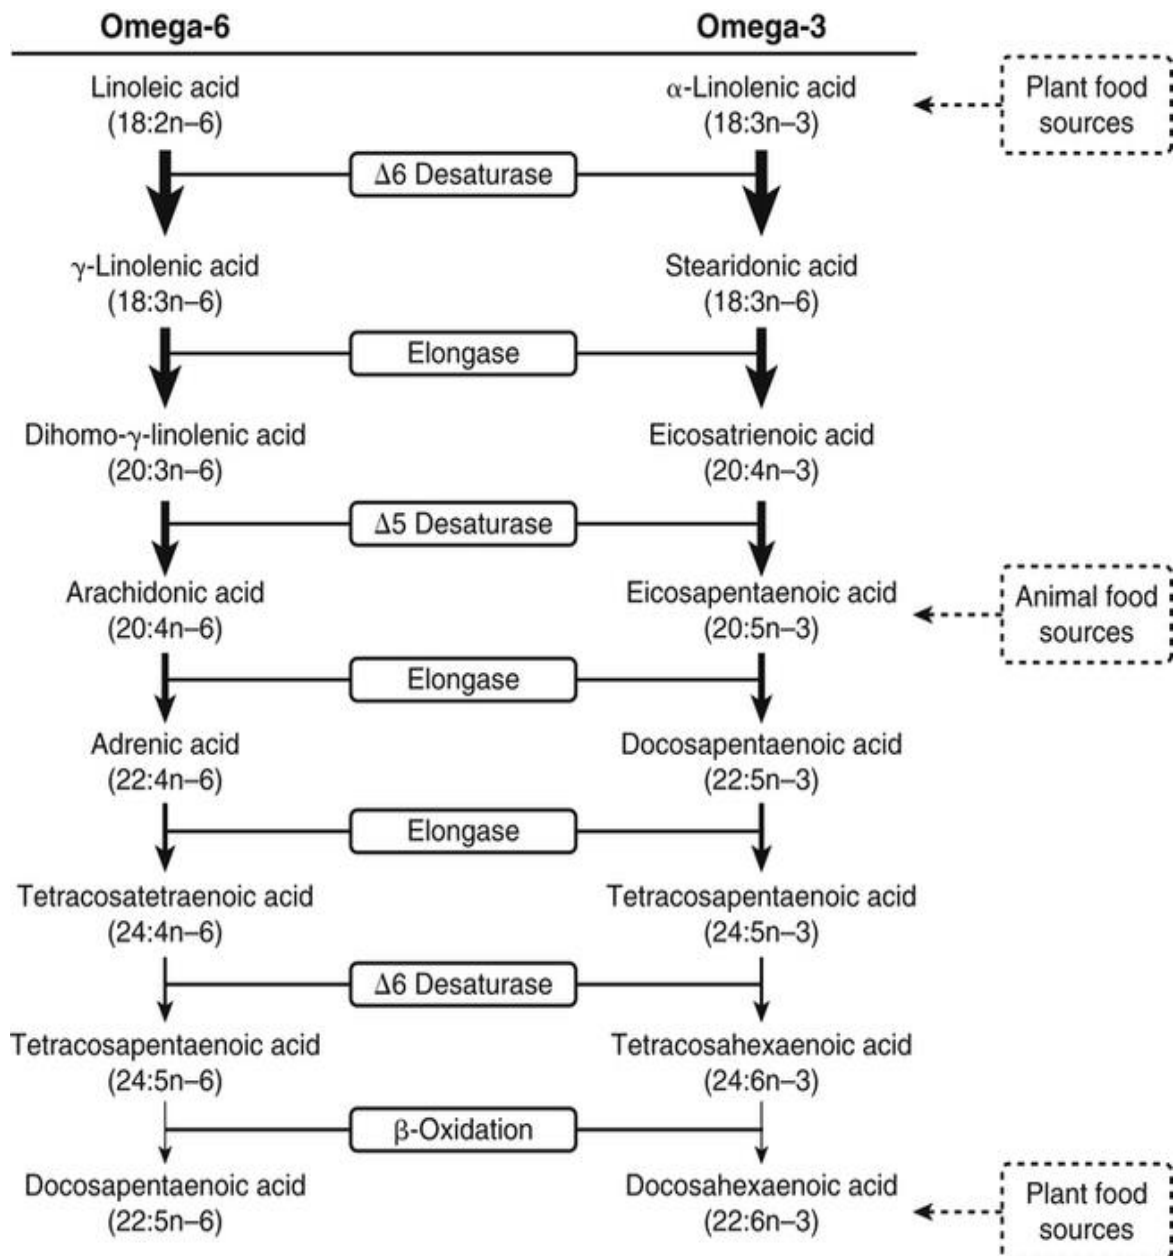 Omega-6
Omega-3
Linoleic acid
(18:2n–6)
α-Linolenic acid
(18:3n–3)
Plant food
sources
Δ6 Desaturase
γ-Linolenic acid
(18:3n–6)
Stearidonic acid
(18:3n–6)
Elongase
Dihomo-γ-linolenic acid
(20:3n–6)
Eicosatrienoic acid
(20:4n–3)
Δ5 Desaturase
Arachidonic acid
(20:4n–6)
Eicosapentaenoic acid
(20:5n–3)
Animal food
sources
Elongase
Adrenic acid
(22:4n–6)
Docosapentaenoic acid
(22:5n–3)
Elongase
Tetracosatetraenoic acid
(24:4n–6)
Tetracosapentaenoic acid
(24:5n–3)
Δ6 Desaturase
Tetracosapentaenoic acid
(24:5n–6)
Tetracosahexaenoic acid
(24:6n–3)
β-Oxidation
Docosapentaenoic acid
(22:5n–6)
Docosahexaenoic acid
(22:6n–3)
Plant food
sources